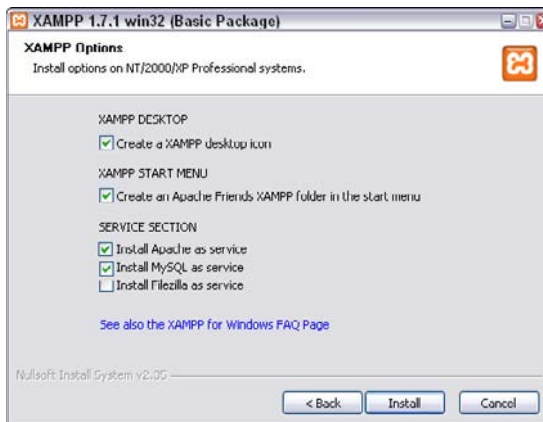 XAMPP 1.7.1 win32 (Basic Package)
XAMPP Options
Install options on NT/2000/XP Professional systems.
XAMPP DESKTOP
Create a XAMPP desktop icon
XAMPP START MENU
Create an Apache Friends XAMPP folder in the start menu
SERVICE SECTION
Install Apache as service
Install MySQL as service
Install Filezilla as service
See also the XAMPP for Windows FAQ Page
Nullsoft Install System v2.35
< Back Install Cancel